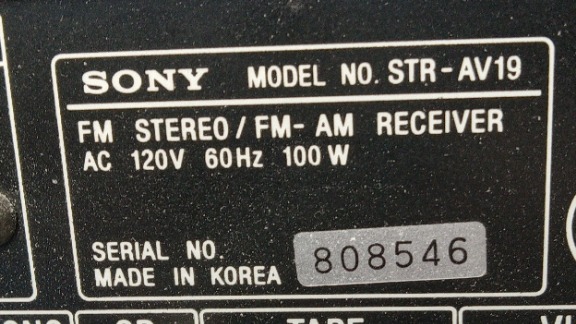 SONY MODEL NO. STR-AV19
FM STEREO / FM-AM RECEIVER
AC 120V 60Hz 100 W
SERIAL NO. 808546
MADE IN KOREA
TAPE